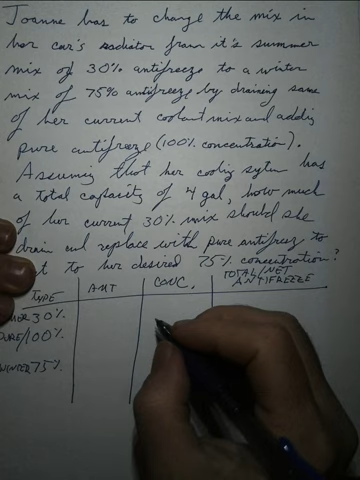 Joanne has to change the mix in
her car's radiator from it's summer
mix of 30% antifreeze to a winter
mix of 75% antifreeze by draining some
of her current coolant mix and adding
pure antifreeze (100% concentration).
Assuming that her cooling sytem has
a total capacity of 4 gal, how much
of her current 30% mix should she
drain and replace with pure antifreez to
t to her desired 75% concentration?
TYPE AMT CONC. TOTAL/NET ANTIFREEZE
MER 30%
PURE/100%
WINTER 75%